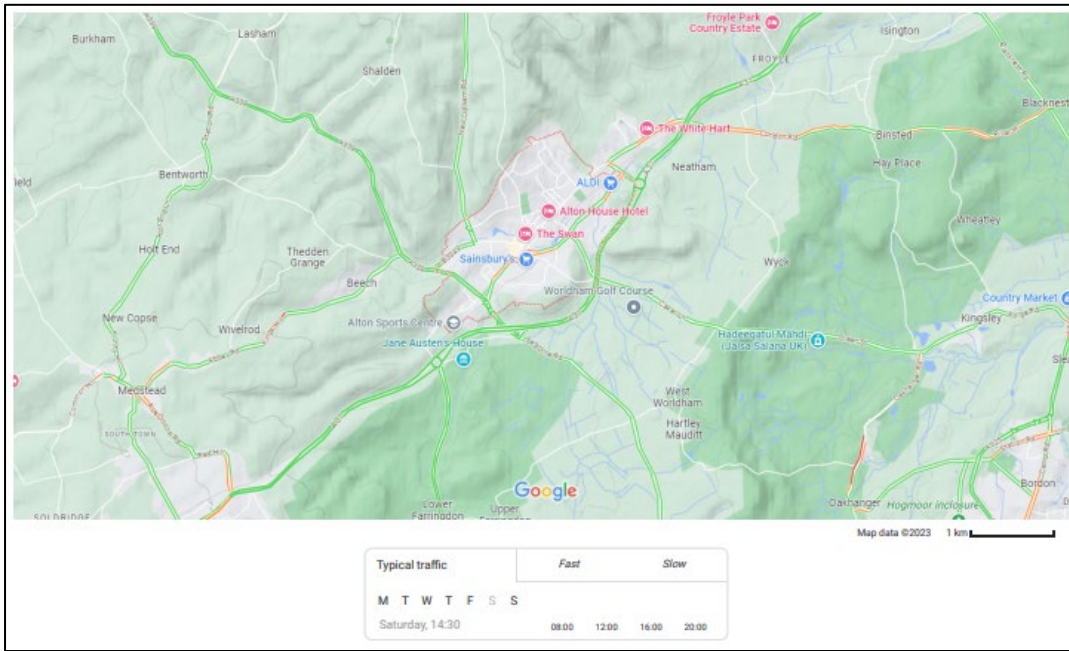 Froyle Park
Country Estate
Isington
Burkham
Lasham
FROYLE
Shalden
Blacknest
The White Hart
Binsted
Hay Place
Neatham
Bentworth
ALDI
Alton House Hotel
Wheatley
The Swan
Holt End
Thedden
Grange
Sainsbury's
Wyck
Beech
Worldham Golf Course
Country Market
New Copse
Wivelrod
Alton Sports Centre
Kingsley
Hadeeqatul Mahdi
(Jalsa Salana UK)
Jane Austen's House
Medstead
West
Worldham
Hartley
Mauditt
SOUTH TOWN
Google
Bordon
Oakhanger
Hogmoor inclosure
Lower
Farringdon
Upper
Farringdon
SOLDRIDGE
Map data ©2023
1 km
Typical traffic
Fast
Slow
M T W T F S S
Saturday, 14:30
08:00 12:00 16:00 20:00